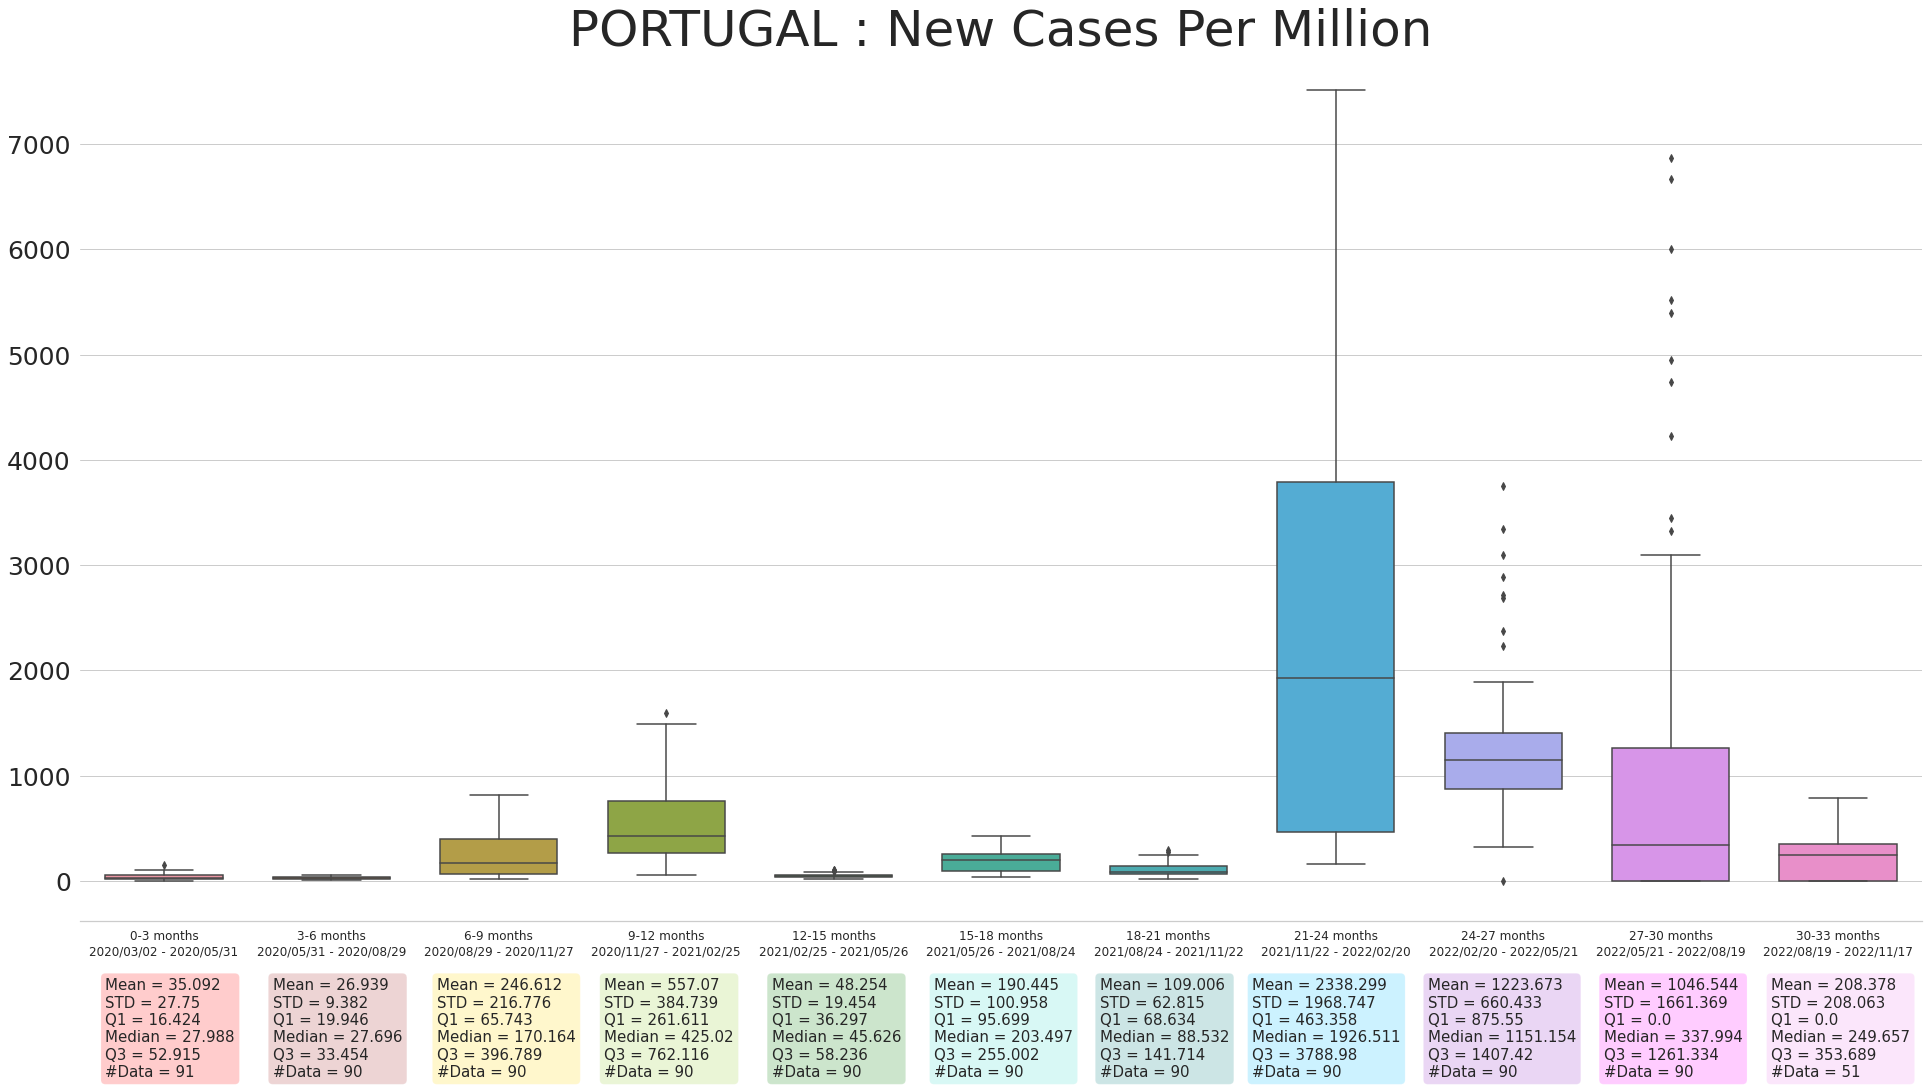 PORTUGAL : New Cases Per Million
7000
6000
5000
4000
3000
2000
1000
0
0-3 months
2020/03/02 - 2020/05/31
3-6 months
2020/05/31 - 2020/08/29
6-9 months
2020/08/29 - 2020/11/27
9-12 months
2020/11/27 - 2021/02/25
12-15 months
2021/02/25 - 2021/05/26
15-18 months
2021/05/26 - 2021/08/24
18-21 months
2021/08/24 - 2021/11/22
21-24 months
2021/11/22 - 2022/02/20
24-27 months
2022/02/20 - 2022/05/21
27-30 months
2022/05/21 - 2022/08/19
30-33 months
2022/08/19 - 2022/11/17
Mean = 35.092
STD = 27.75
Q1 = 16.424
Median = 27.988
Q3 = 52.915
#Data = 91
Mean = 26.939
STD = 9.382
Q1 = 19.946
Median = 27.696
Q3 = 33.454
#Data = 90
Mean = 246.612
STD = 216.776
Q1 = 65.743
Median = 170.164
Q3 = 396.789
#Data = 90
Mean = 557.07
STD = 384.739
Q1 = 261.611
Median = 425.02
Q3 = 762.116
#Data = 90
Mean = 48.254
STD = 19.454
Q1 = 36.297
Median = 45.626
Q3 = 58.236
#Data = 90
Mean = 190.445
STD = 100.958
Q1 = 95.699
Median = 203.497
Q3 = 255.002
#Data = 90
Mean = 109.006
STD = 62.815
Q1 = 68.634
Median = 88.532
Q3 = 141.714
#Data = 90
Mean = 2338.299
STD = 1968.747
Q1 = 463.358
Median = 1926.511
Q3 = 3788.98
#Data = 90
Mean = 1223.673
STD = 660.433
Q1 = 875.55
Median = 1151.154
Q3 = 1407.42
#Data = 90
Mean = 1046.544
STD = 1661.369
Q1 = 0.0
Median = 337.994
Q3 = 1261.334
#Data = 90
Mean = 208.378
STD = 208.063
Q1 = 0.0
Median = 249.657
Q3 = 353.689
#Data = 51